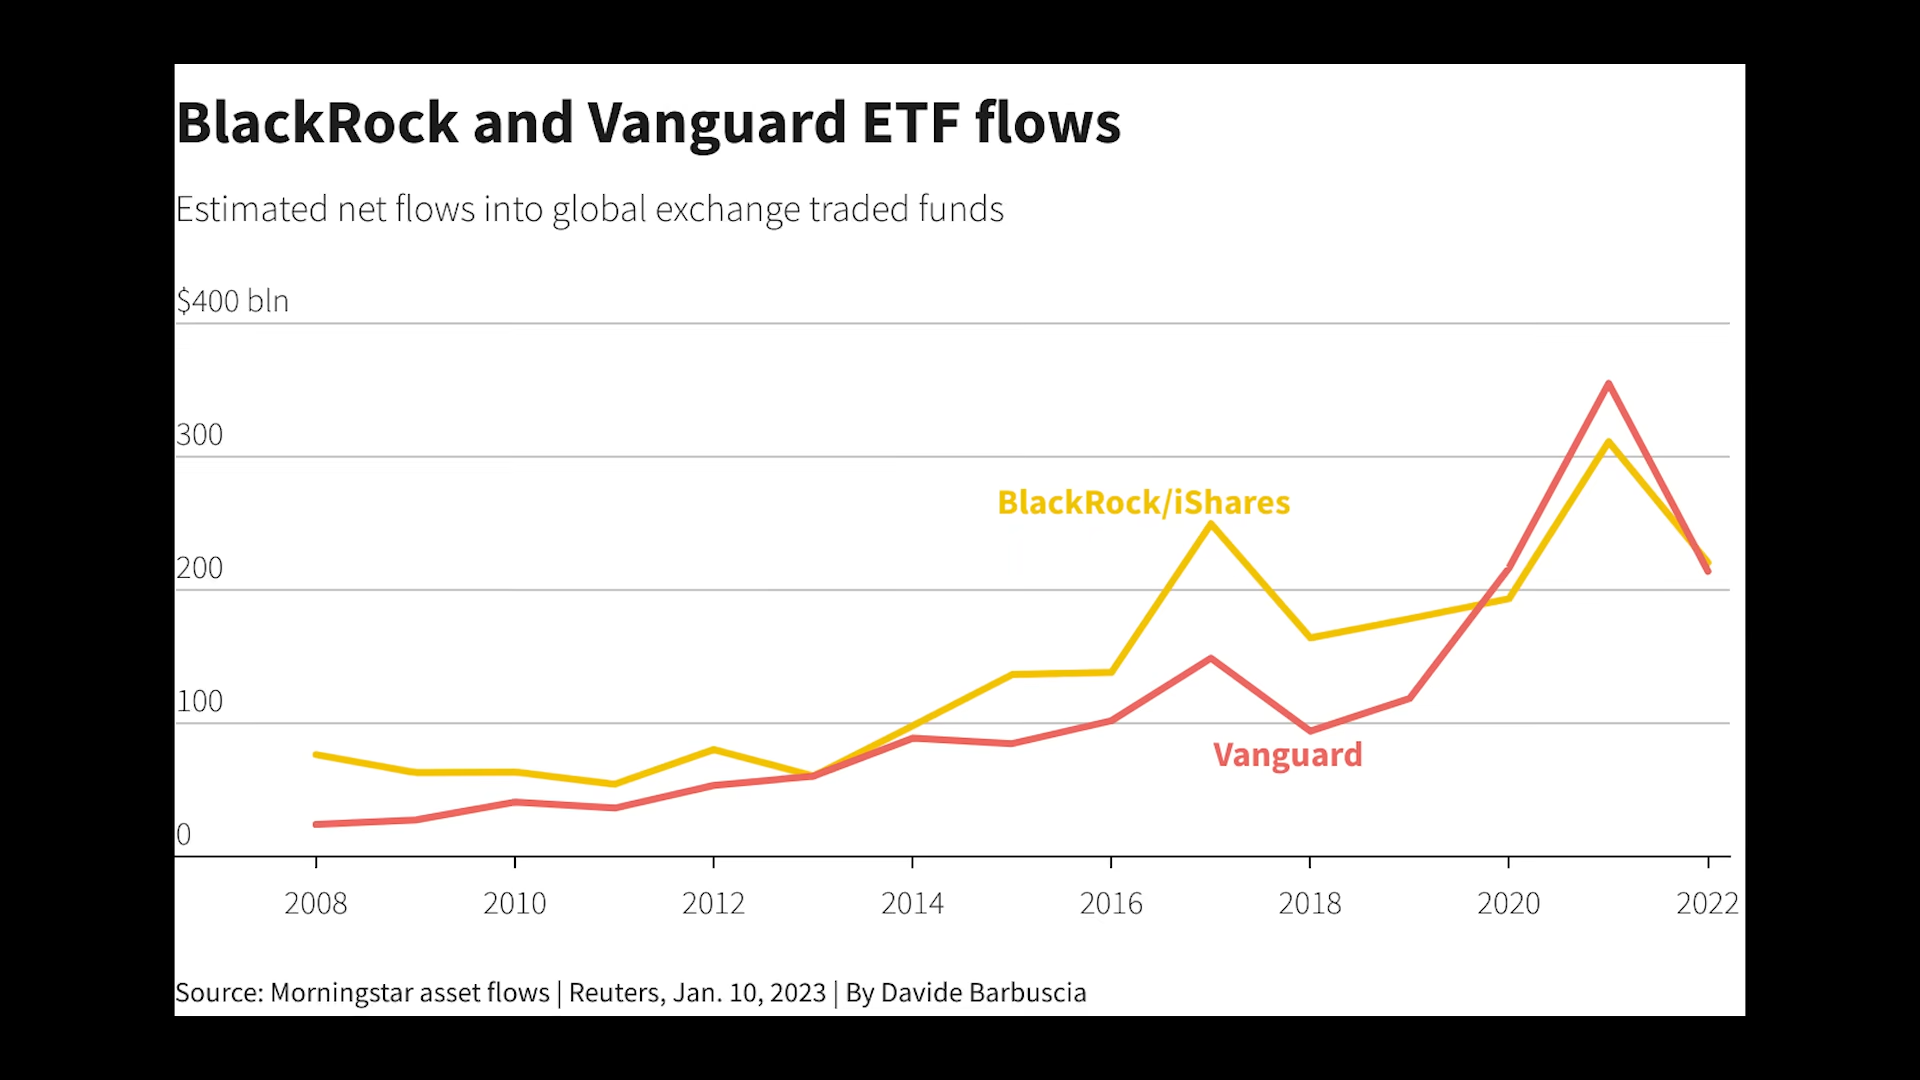 BlackRock and Vanguard ETF flows
Estimated net flows into global exchange traded funds
$400 bln
300
BlackRock/iShares
200
100
Vanguard
0
2008 2010 2012 2014 2016 2018 2020 2022
Source: Morningstar asset flows | Reuters, Jan. 10, 2023 | By Davide Barbuscia